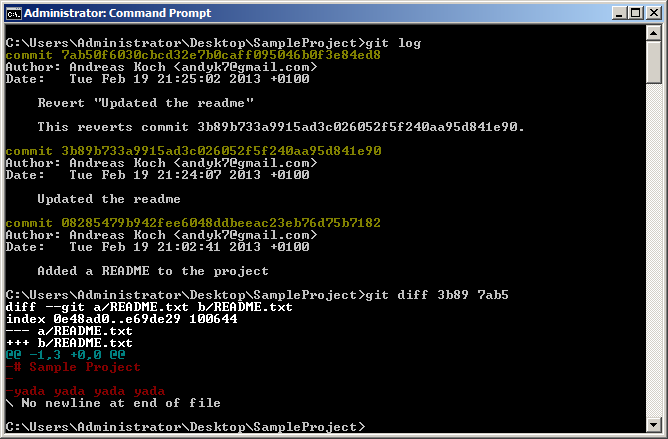 Administrator: Command Prompt
C:\Users\Administrator\Desktop\SampleProject>git log
commit 7ab50f6030cbcd32e7b0caff095046b0f3e84ed8
Author: Andreas Koch <andyk7@gmail.com>
Date:   Tue Feb 19 21:25:02 2013 +0100
Revert "Updated the readme"
This reverts commit 3b89b733a9915ad3c026052f5f240aa95d841e90.
commit 3b89b733a9915ad3c026052f5f240aa95d841e90
Author: Andreas Koch <andyk7@gmail.com>
Date:   Tue Feb 19 21:24:07 2013 +0100
Updated the readme
commit 08285479b942fee6048ddbeeac23eb76d75b7182
Author: Andreas Koch <andyk7@gmail.com>
Date:   Tue Feb 19 21:02:41 2013 +0100
Added a README to the project
C:\Users\Administrator\Desktop\SampleProject>git diff 3b89 7ab5
diff --git a/README.txt b/README.txt
index 0e48ad0..e69de29 100644
--- a/README.txt
+++ b/README.txt
@@ -1,3 +0,0 @@
-# Sample Project
-
-yada yada yada yada
\ No newline at end of file
C:\Users\Administrator\Desktop\SampleProject>